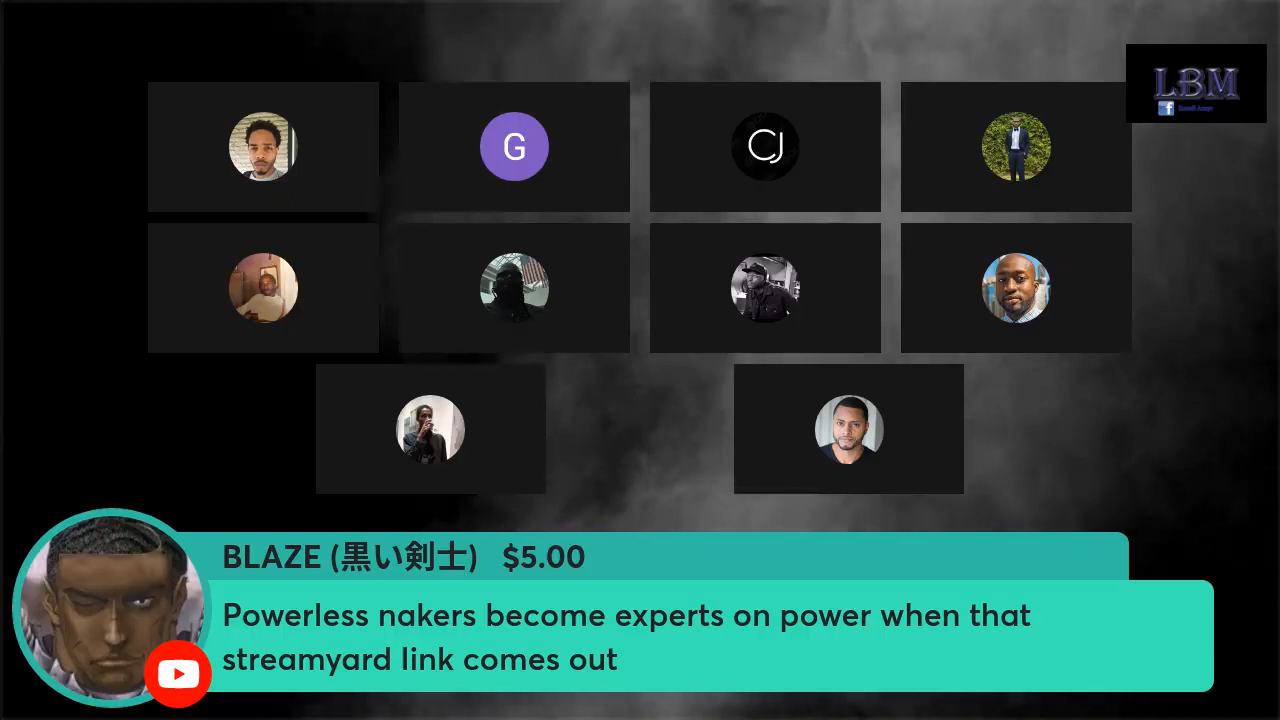 LBM
G
CJ
BLAZE (黒い剣士) $5.00
Powerless nakers become experts on power when that
streamyard link comes out